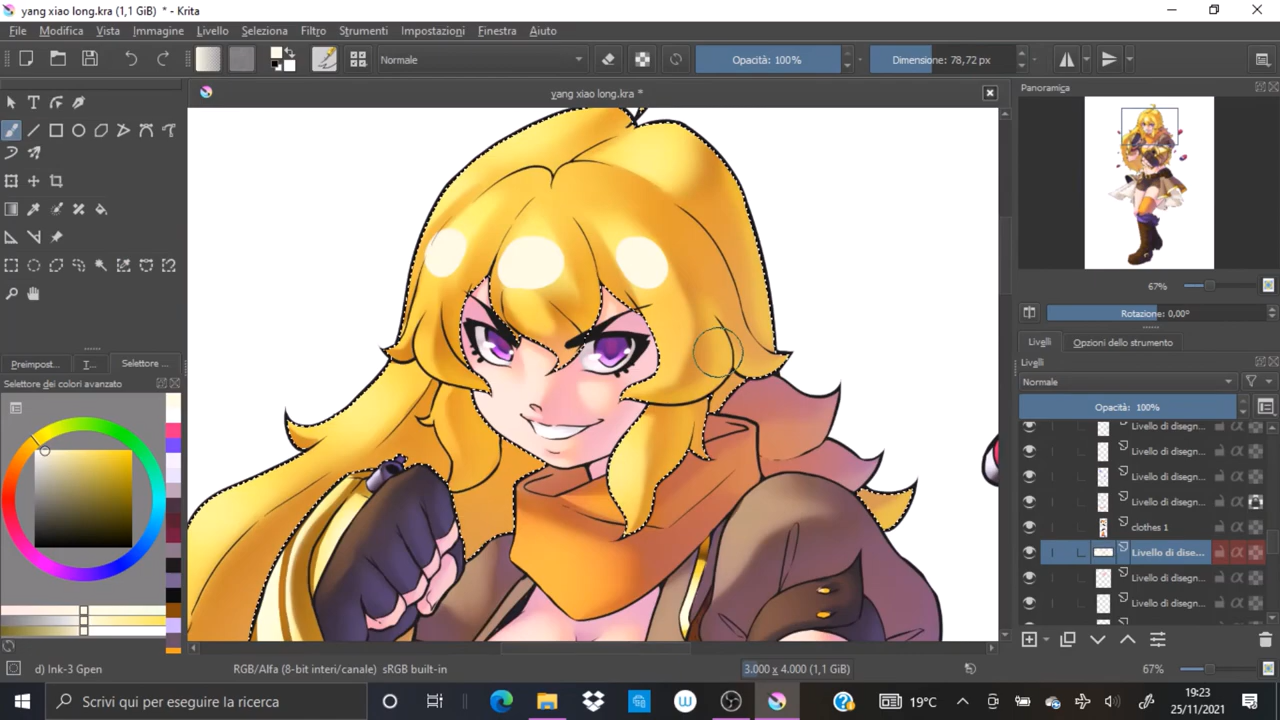 yang xiao long.kra (1,1 GiB) * - Krita
File Modifica Vista Immagine Livello Seleziona Filtro Strumenti Impostazioni Finestra Aiuto
Normale
Opacità: 100%
Dimensione: 78,72 px
yang xiao long.kra *
Panoramica
67%
Rotazione: 0,00°
Livelli Opzioni dello strumento
Livelli
Normale
Opacità: 100%
Livello di disegn
Livello di disegn
Livello di disegn
Livello di disegn
clothes 1
Livello di dise...
Livello di disegn
Livello di disegn
Preimpost... T... Selettore ...
Selettore dei colori avanzato
d) Ink-3 Gpen
RGB/Alfa (8-bit interi/canale) sRGB built-in
3.000 x 4.000 (1,1 GiB)
67%
Scrivi qui per eseguire la ricerca
19°C
19:23
25/11/2021